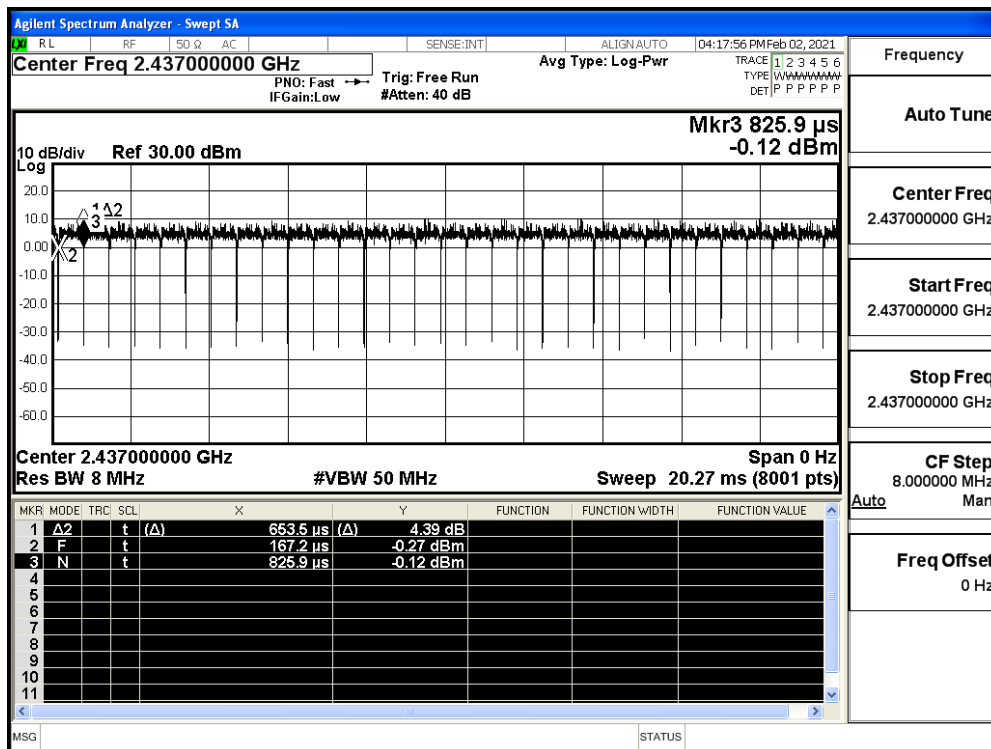 Agilent Spectrum Analyzer - Swept SA
LXI RL RF 50 Ω AC SENSE:INT ALIGN AUTO 04:17:56 PM Feb 02, 2021
Center Freq 2.437000000 GHz
PNO: Fast
IFGain:Low
Trig: Free Run
#Atten: 40 dB
Avg Type: Log-Pwr
TRACE 1 2 3 4 5 6
TYPE WWWWWW
DET P P P P P P
Mkr3 825.9 µs
-0.12 dBm
10 dB/div Ref 30.00 dBm
Log
20.0
10.0
0.00
-10.0
-20.0
-30.0
-40.0
-50.0
-60.0
1Δ2
3
2
Center 2.437000000 GHz Span 0 Hz
Res BW 8 MHz #VBW 50 MHz Sweep 20.27 ms (8001 pts)
MKR MODE TRC SCL X Y FUNCTION FUNCTION WIDTH FUNCTION VALUE
1 Δ2 t (Δ) 653.5 µs (Δ) 4.39 dB
2 F t 167.2 µs -0.27 dBm
3 N t 825.9 µs -0.12 dBm
4
5
6
7
8
9
10
11
MSG STATUS
Frequency
Auto Tune
Center Freq
2.437000000 GHz
Start Freq
2.437000000 GHz
Stop Freq
2.437000000 GHz
CF Step
8.000000 MHz
Auto Man
Freq Offset
0 Hz